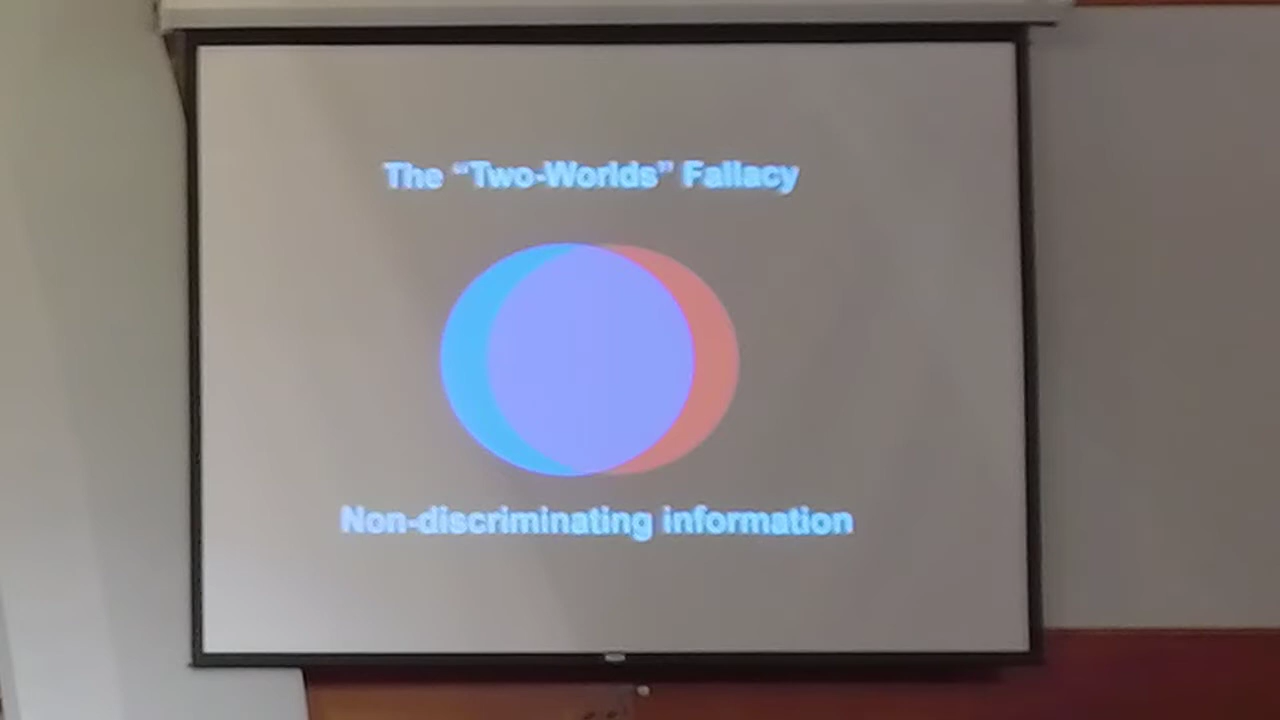 The “Two-Worlds” Fallacy
Non-discriminating information